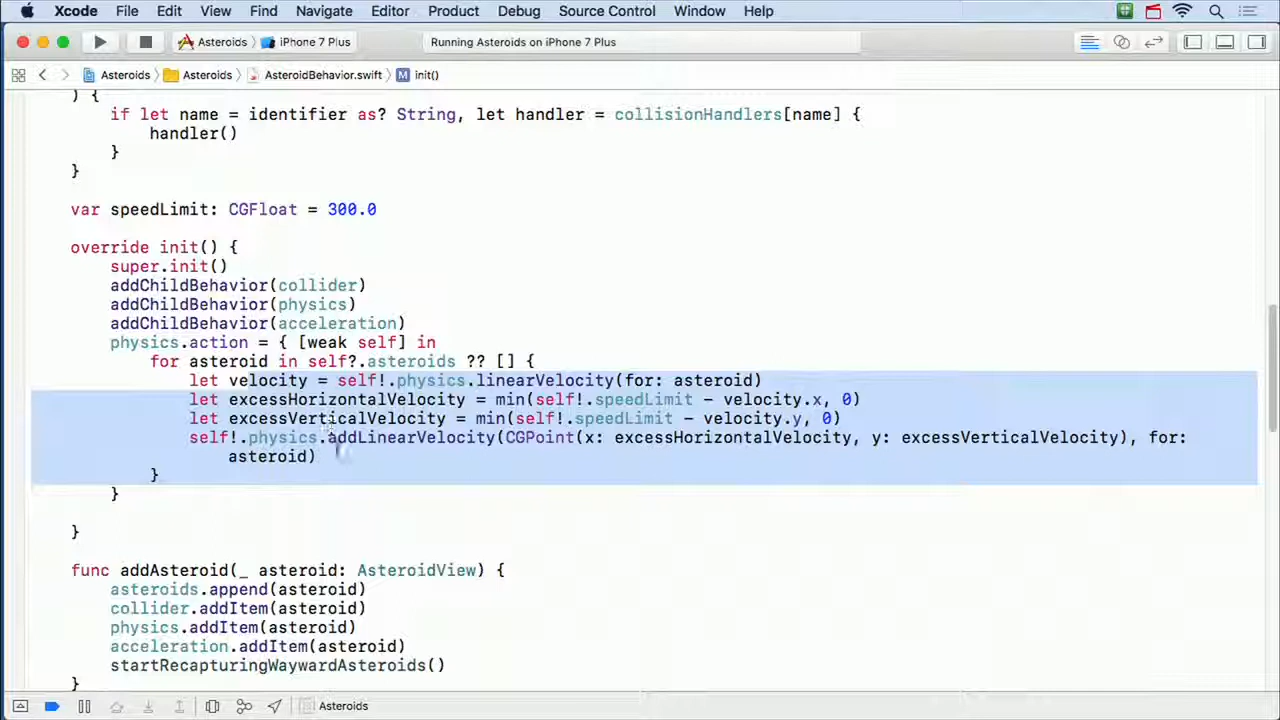 Xcode File Edit View Find Navigate Editor Product Debug Source Control Window Help
Asteroids iPhone 7 Plus Running Asteroids on iPhone 7 Plus
Asteroids Asteroids AsteroidBehavior.swift M init()
) {
if let name = identifier as? String, let handler = collisionHandlers[name] {
handler()
}
}
var speedLimit: CGFloat = 300.0
override init() {
super.init()
addChildBehavior(collider)
addChildBehavior(physics)
addChildBehavior(acceleration)
physics.action = { [weak self] in
for asteroid in self?.asteroids ?? [] {
let velocity = self!.physics.linearVelocity(for: asteroid)
let excessHorizontalVelocity = min(self!.speedLimit - velocity.x, 0)
let excessVerticalVelocity = min(self!.speedLimit - velocity.y, 0)
self!.physics.addLinearVelocity(CGPoint(x: excessHorizontalVelocity, y: excessVerticalVelocity), for:
asteroid)
}
}
}
func addAsteroid(_ asteroid: AsteroidView) {
asteroids.append(asteroid)
collider.addItem(asteroid)
physics.addItem(asteroid)
acceleration.addItem(asteroid)
startRecapturingWaywardAsteroids()
}
Asteroids